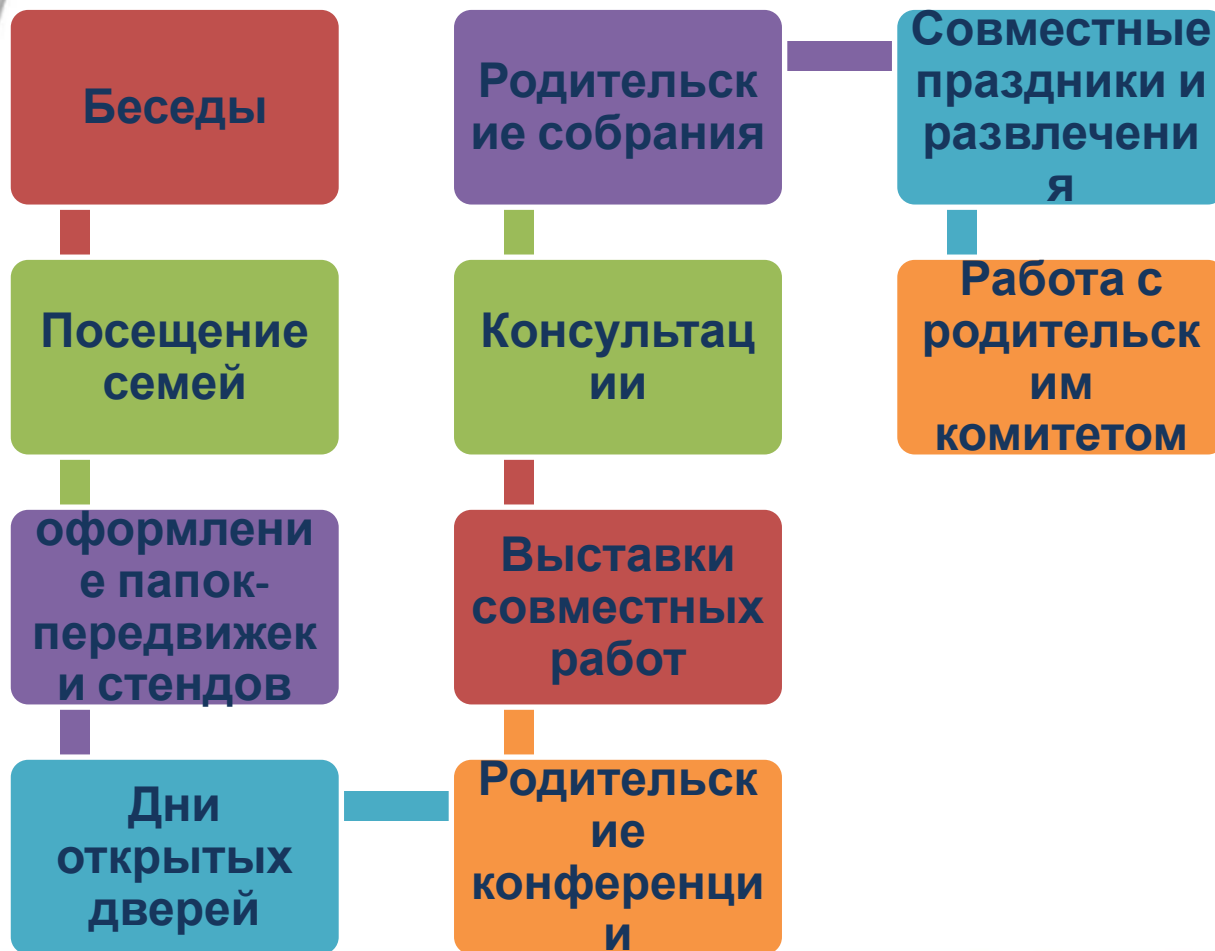 Беседы
Посещение
семей
оформлени
е папок-
передвижек
и стендов
Дни
открытых
дверей
Родительск
ие
конференци
и
Выставки
совместных
работ
Консультац
ии
Родительск
ие собрания
Совместные
праздники и
развлечени
я
Работа с
родительск
им
комитетом